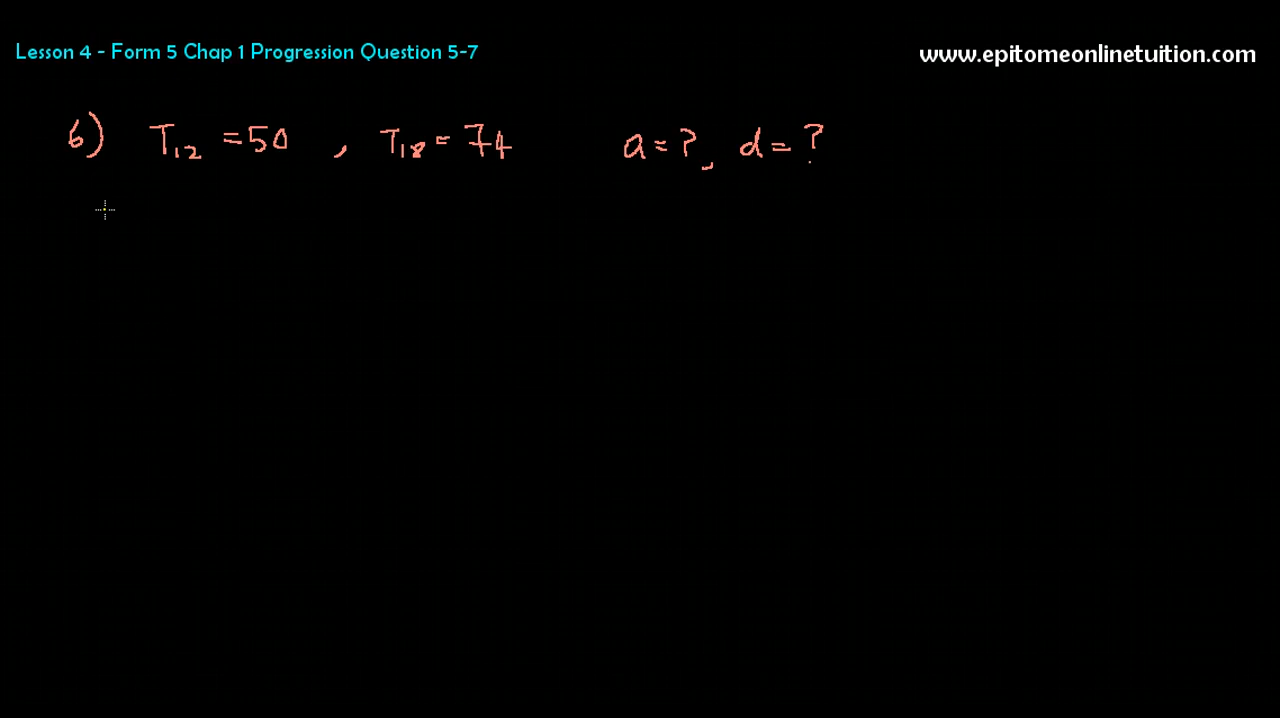 Lesson 4 - Form 5 Chap 1 Progression Question 5-7
www.epitomeonlinetuition.com
6) T₁₂ = 50 , T₁₈ = 74 a = ? , d = ?